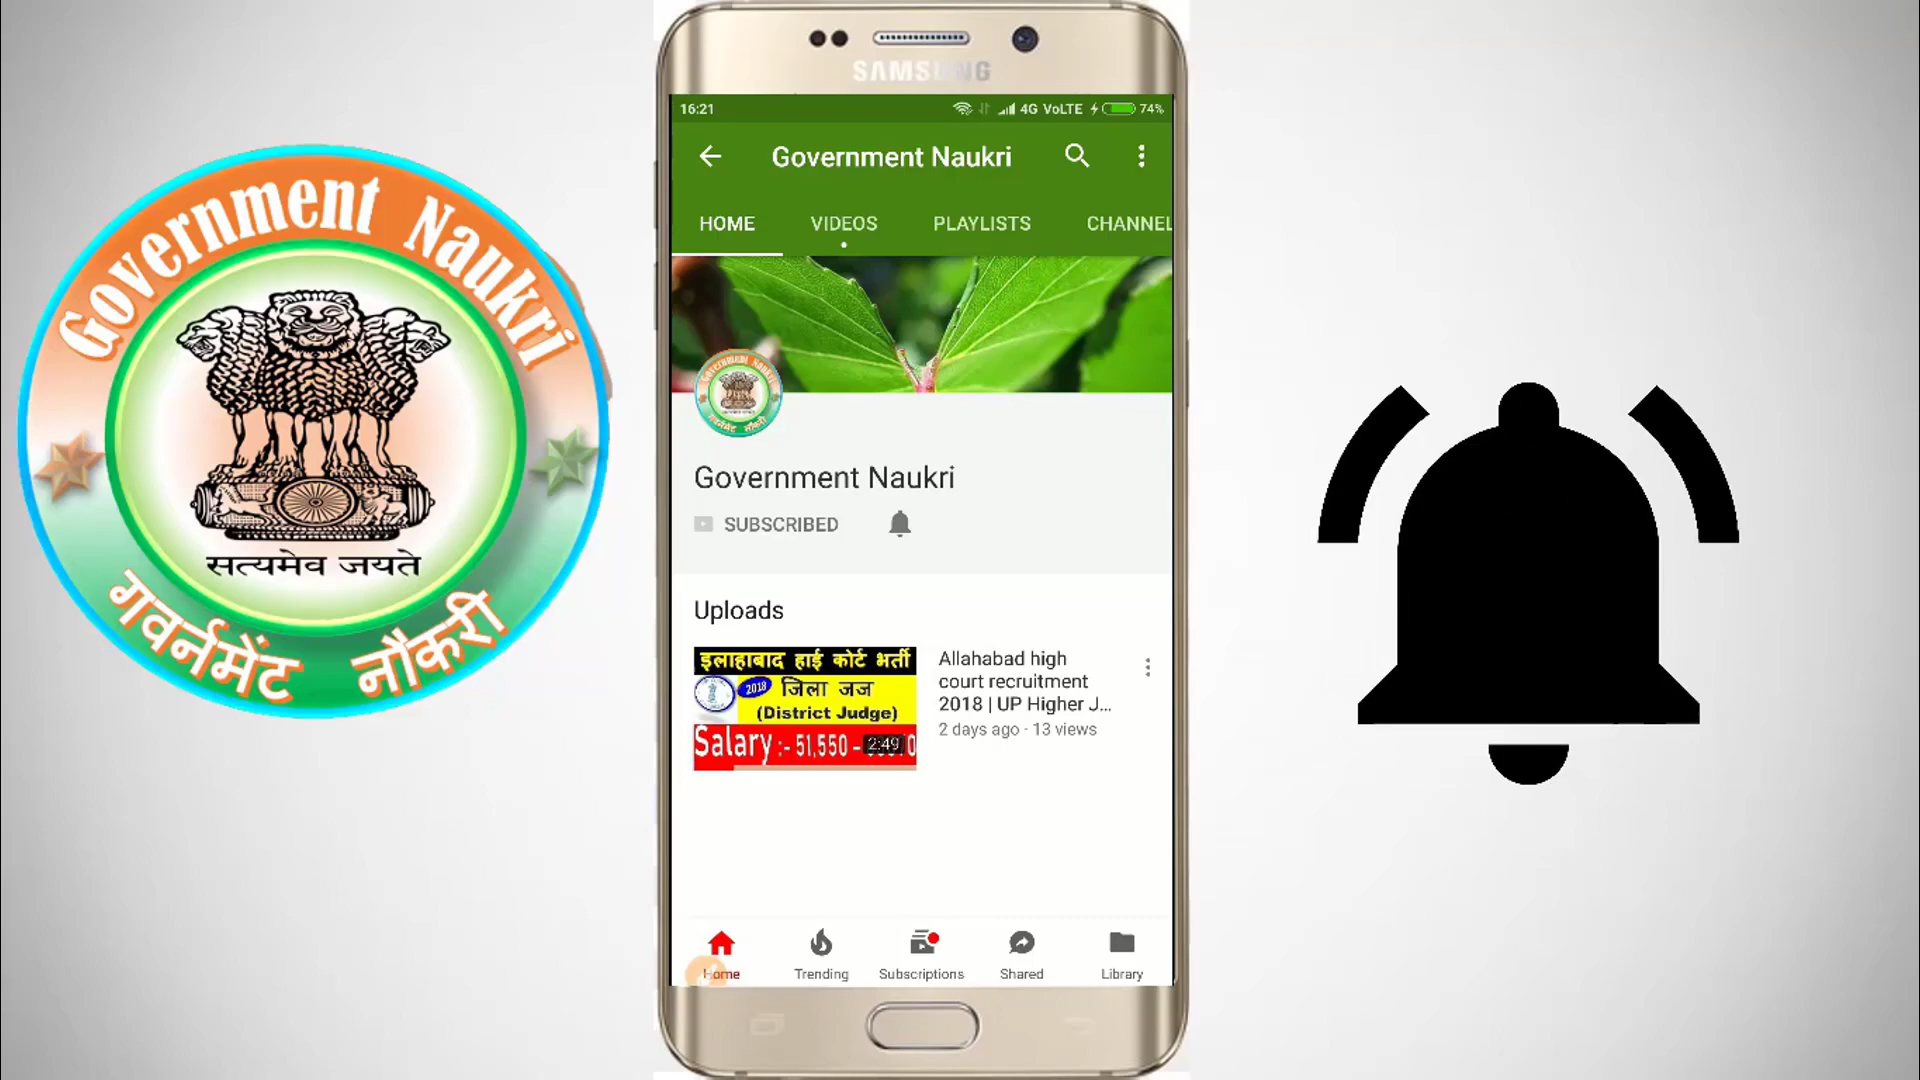 Government Naukri
सत्यमेव जयते
गवर्नमेंट नौकरी
SAMSUNG
16:21
4G VoLTE
74%
Government Naukri
HOME
VIDEOS
PLAYLISTS
CHANNEL
Government Naukri
SUBSCRIBED
Uploads
इलाहाबाद हाई कोर्ट भर्ती
2018
जिला जज
(District Judge)
Salary :- 51,550 -
2:49
Allahabad high
court recruitment
2018 | UP Higher J...
2 days ago · 13 views
Home
Trending
Subscriptions
Shared
Library